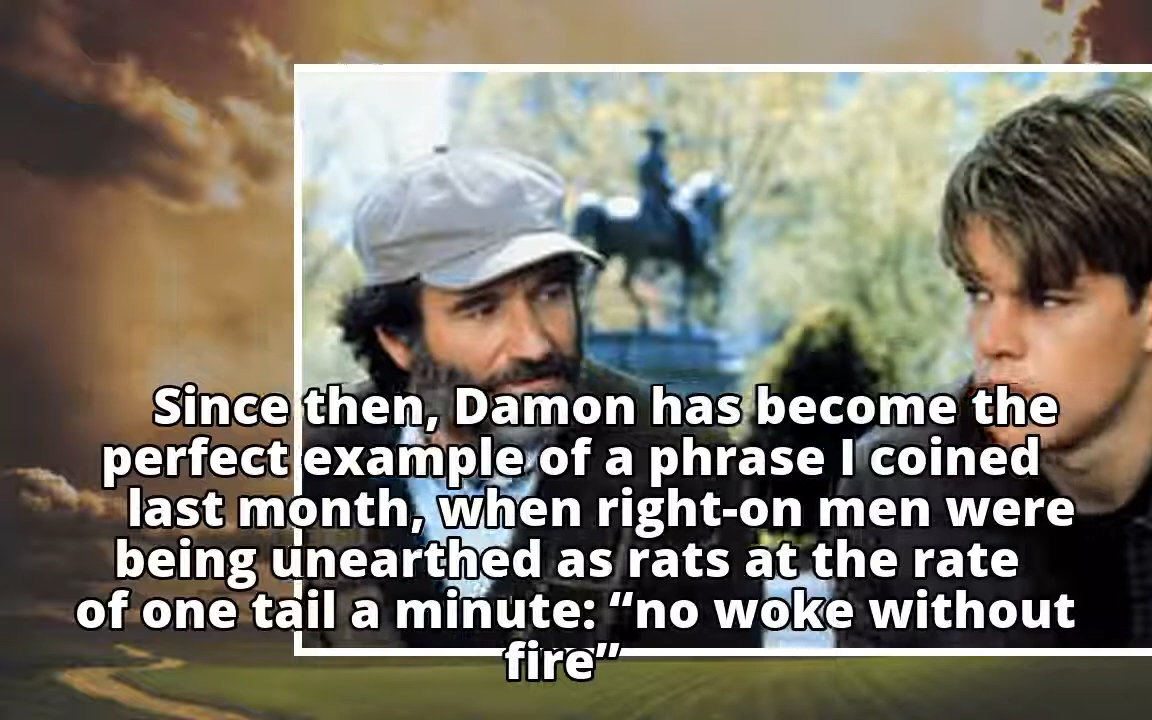 Since then, Damon has become the
perfect example of a phrase I coined
last month, when right-on men were
being unearthed as rats at the rate
of one tail a minute: “no woke without
fire”